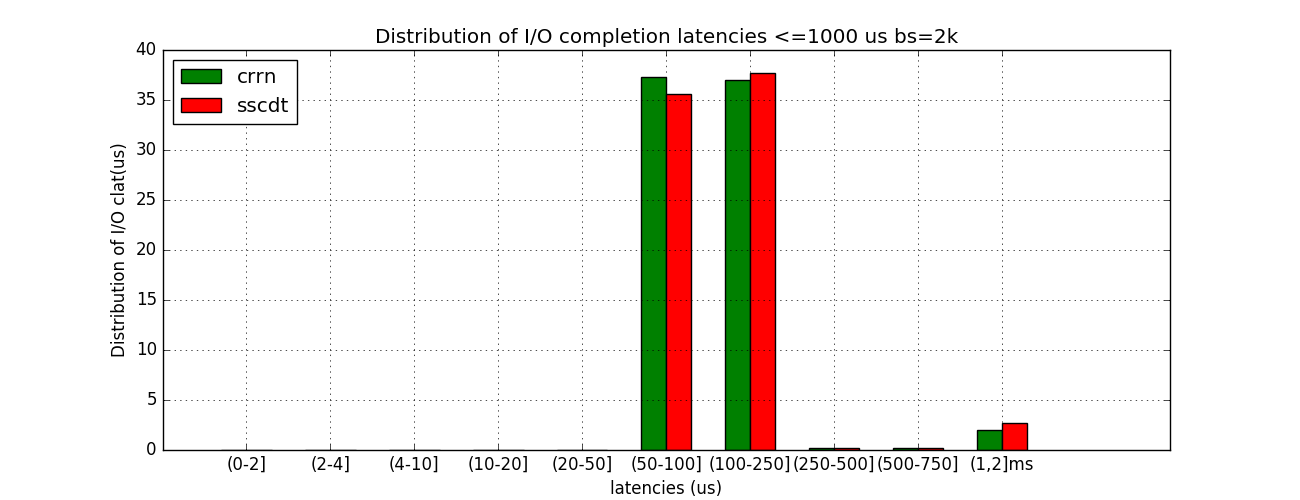 Distribution of I/O completion latencies <=1000 us bs=2k
crrn
sscdt
Distribution of I/O clat(us)
40
35
30
25
20
15
10
5
0
(0-2] (2-4] (4-10] (10-20] (20-50] (50-100] (100-250] (250-500] (500-750] (1,2]ms
latencies (us)